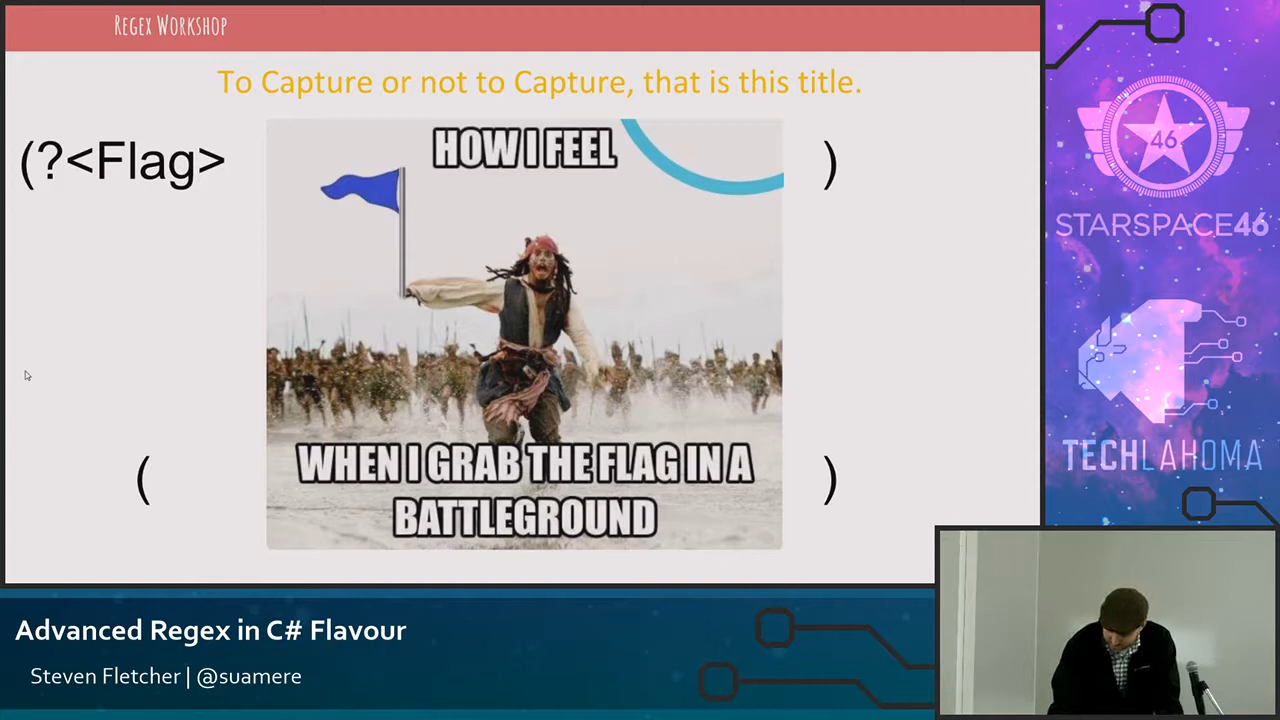 Regex Workshop
To Capture or not to Capture, that is this title.
(?<Flag>
)
HOW I FEEL
WHEN I GRAB THE FLAG IN A
BATTLEGROUND
(
)
46
STARSPACE46
TECHLAHOMA
Advanced Regex in C# Flavour
Steven Fletcher | @suamere